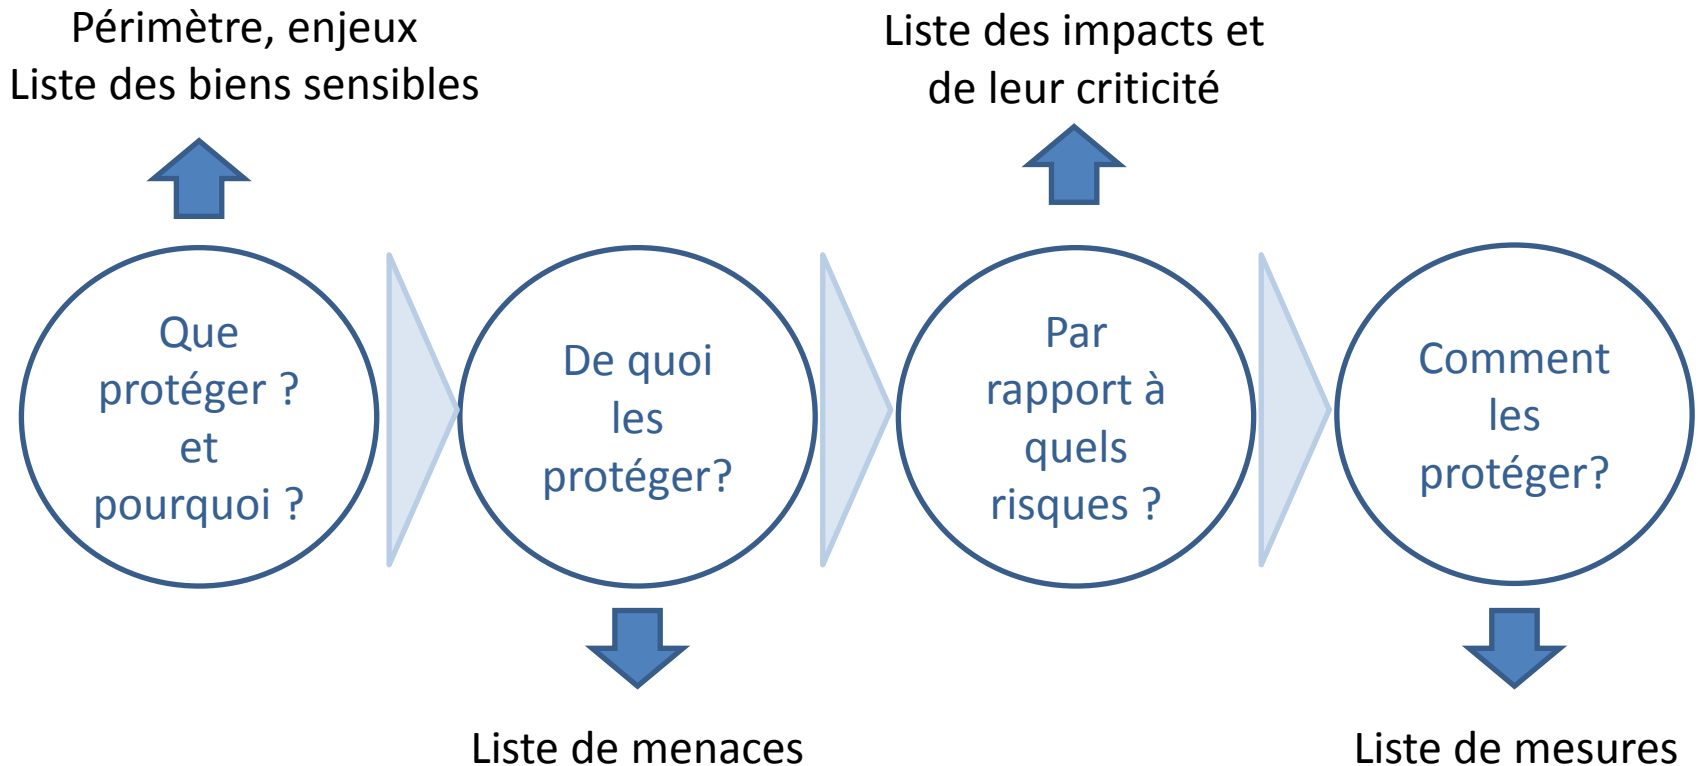 Périmètre, enjeux
Liste des biens sensibles
Liste des impacts et
de leur criticité
Que
protéger ?
et
pourquoi ?
De quoi
les
protéger?
Par
rapport à
quels
risques ?
Comment
les
protéger?
Liste de menaces
Liste de mesures